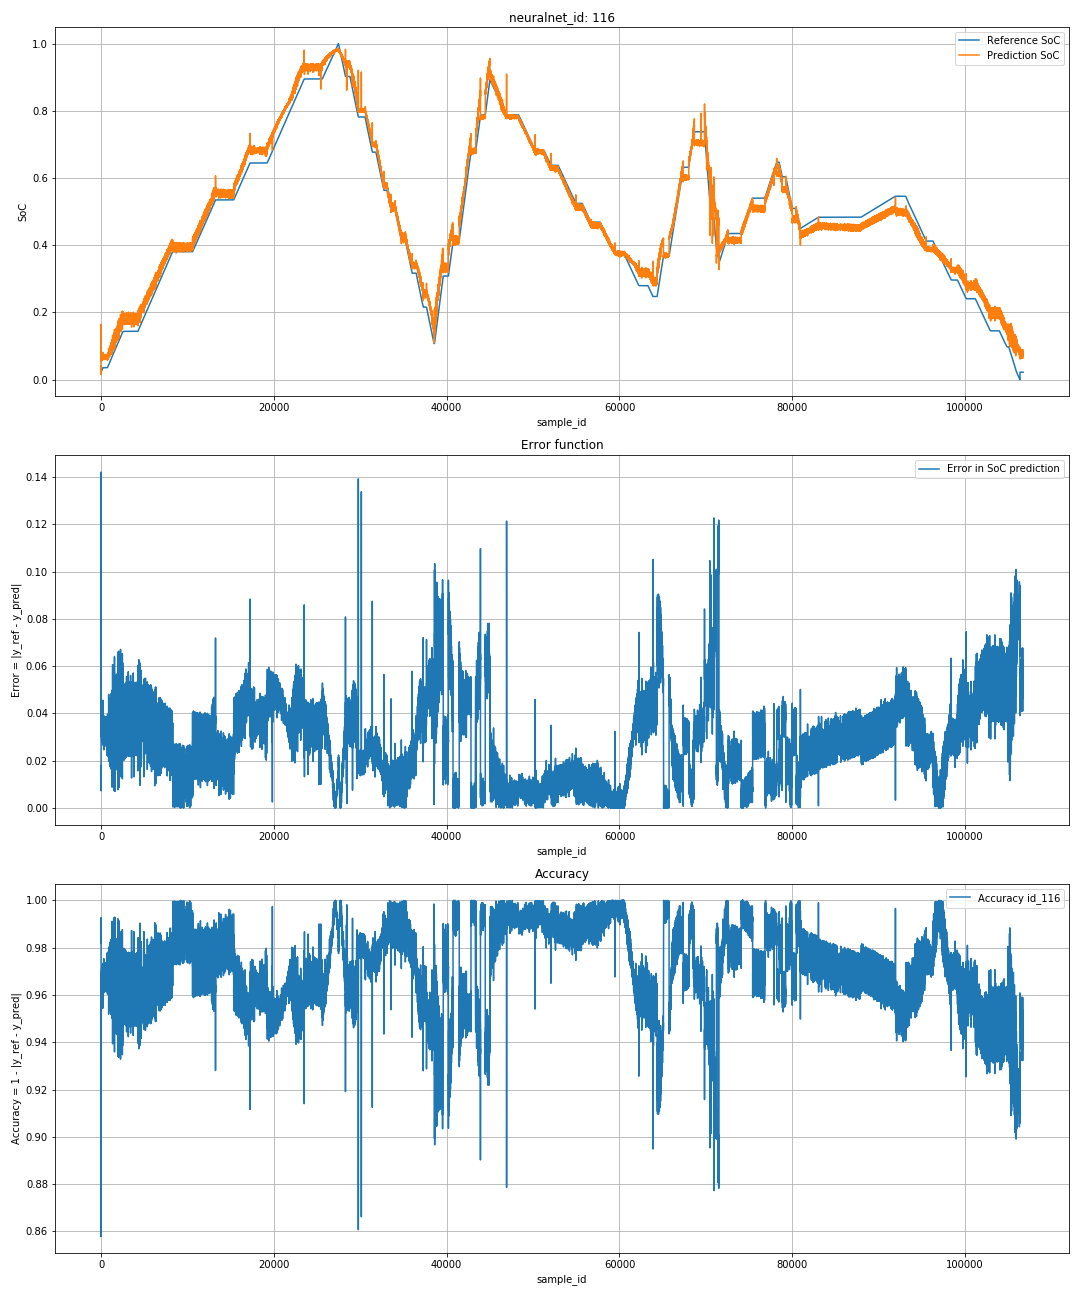 neuralnet_id: 116
Reference SoC
Prediction SoC
SoC
1.0
0.8
0.6
0.4
0.2
0.0
0 20000 40000 60000 80000 100000
sample_id
Error function
Error in SoC prediction
Error = |y_ref - y_pred|
0.14
0.12
0.10
0.08
0.06
0.04
0.02
0.00
0 20000 40000 60000 80000 100000
sample_id
Accuracy
Accuracy id_116
Accuracy = 1 - |y_ref - y_pred|
1.00
0.98
0.96
0.94
0.92
0.90
0.88
0.86
0 20000 40000 60000 80000 100000
sample_id